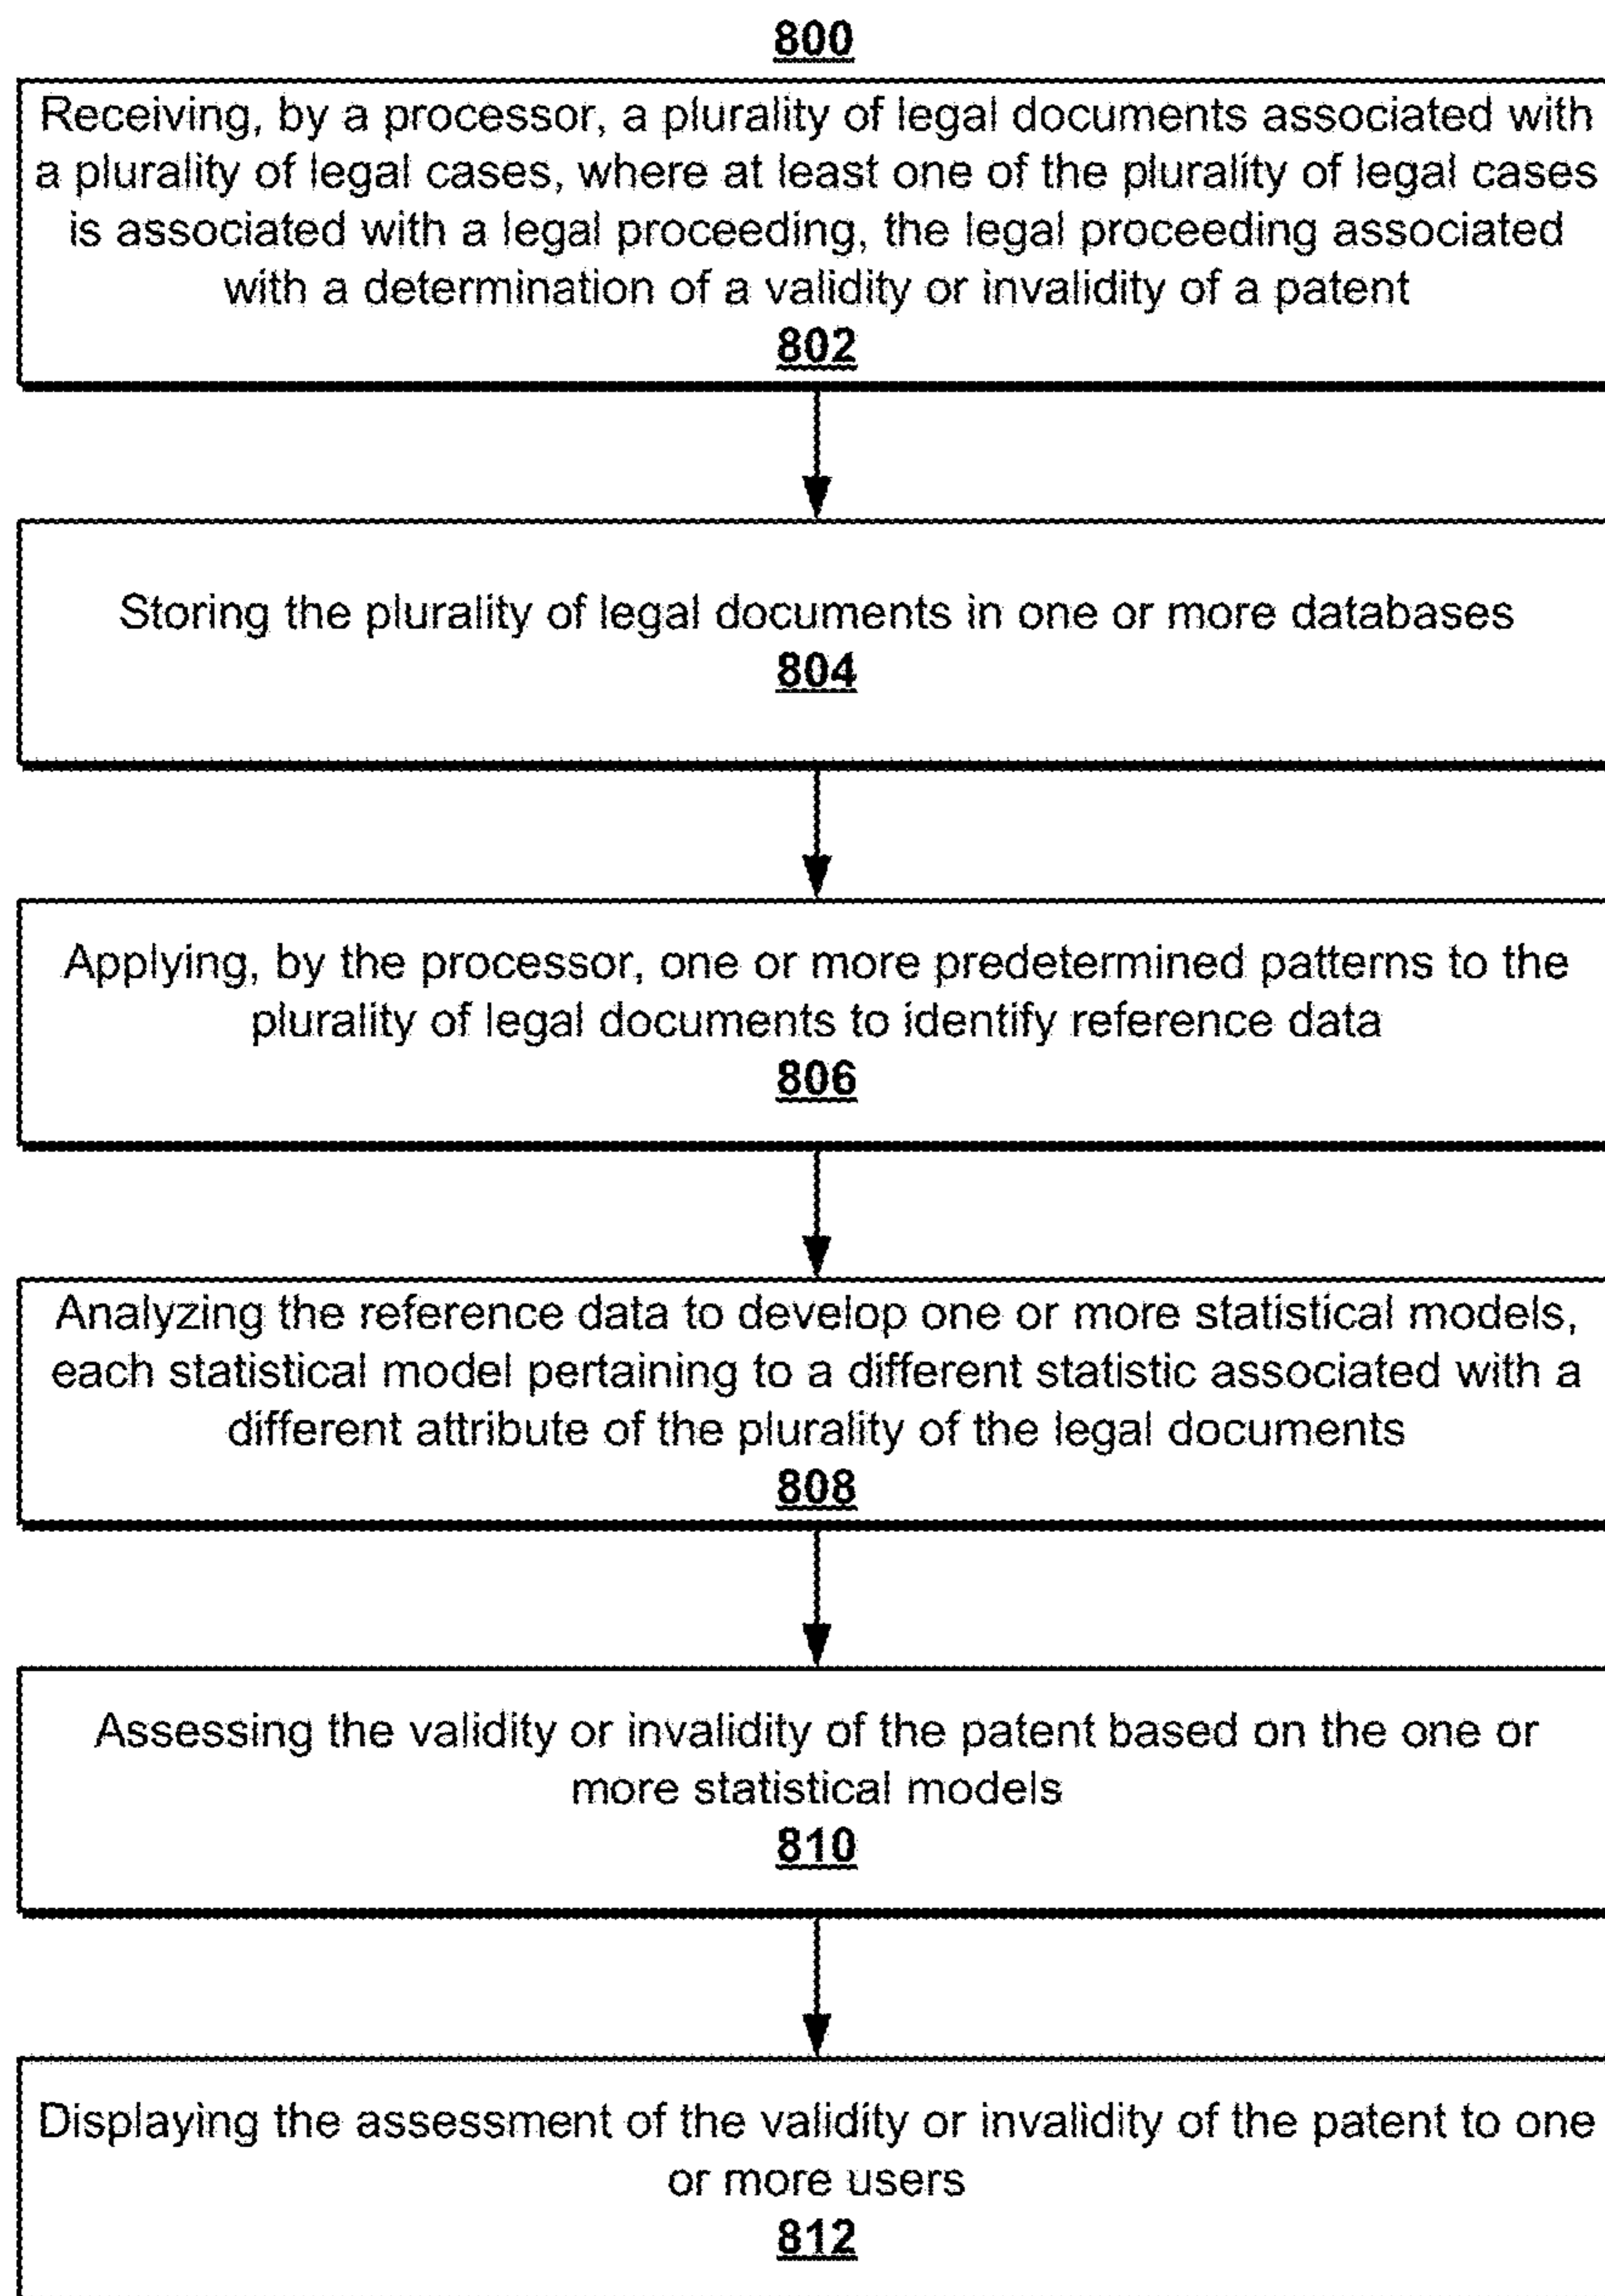 800
Receiving, by a processor, a plurality of legal documents associated with
a plurality of legal cases, where at least one of the plurality of legal cases
is associated with a legal proceeding, the legal proceeding associated
with a determination of a validity or invalidity of a patent
802
Storing the plurality of legal documents in one or more databases
804
Applying, by the processor, one or more predetermined patterns to the
plurality of legal documents to identify reference data
806
Analyzing the reference data to develop one or more statistical models,
each statistical model pertaining to a different statistic associated with a
different attribute of the plurality of the legal documents
808
Assessing the validity or invalidity of the patent based on the one or
more statistical models
810
Displaying the assessment of the validity or invalidity of the patent to one
or more users
812